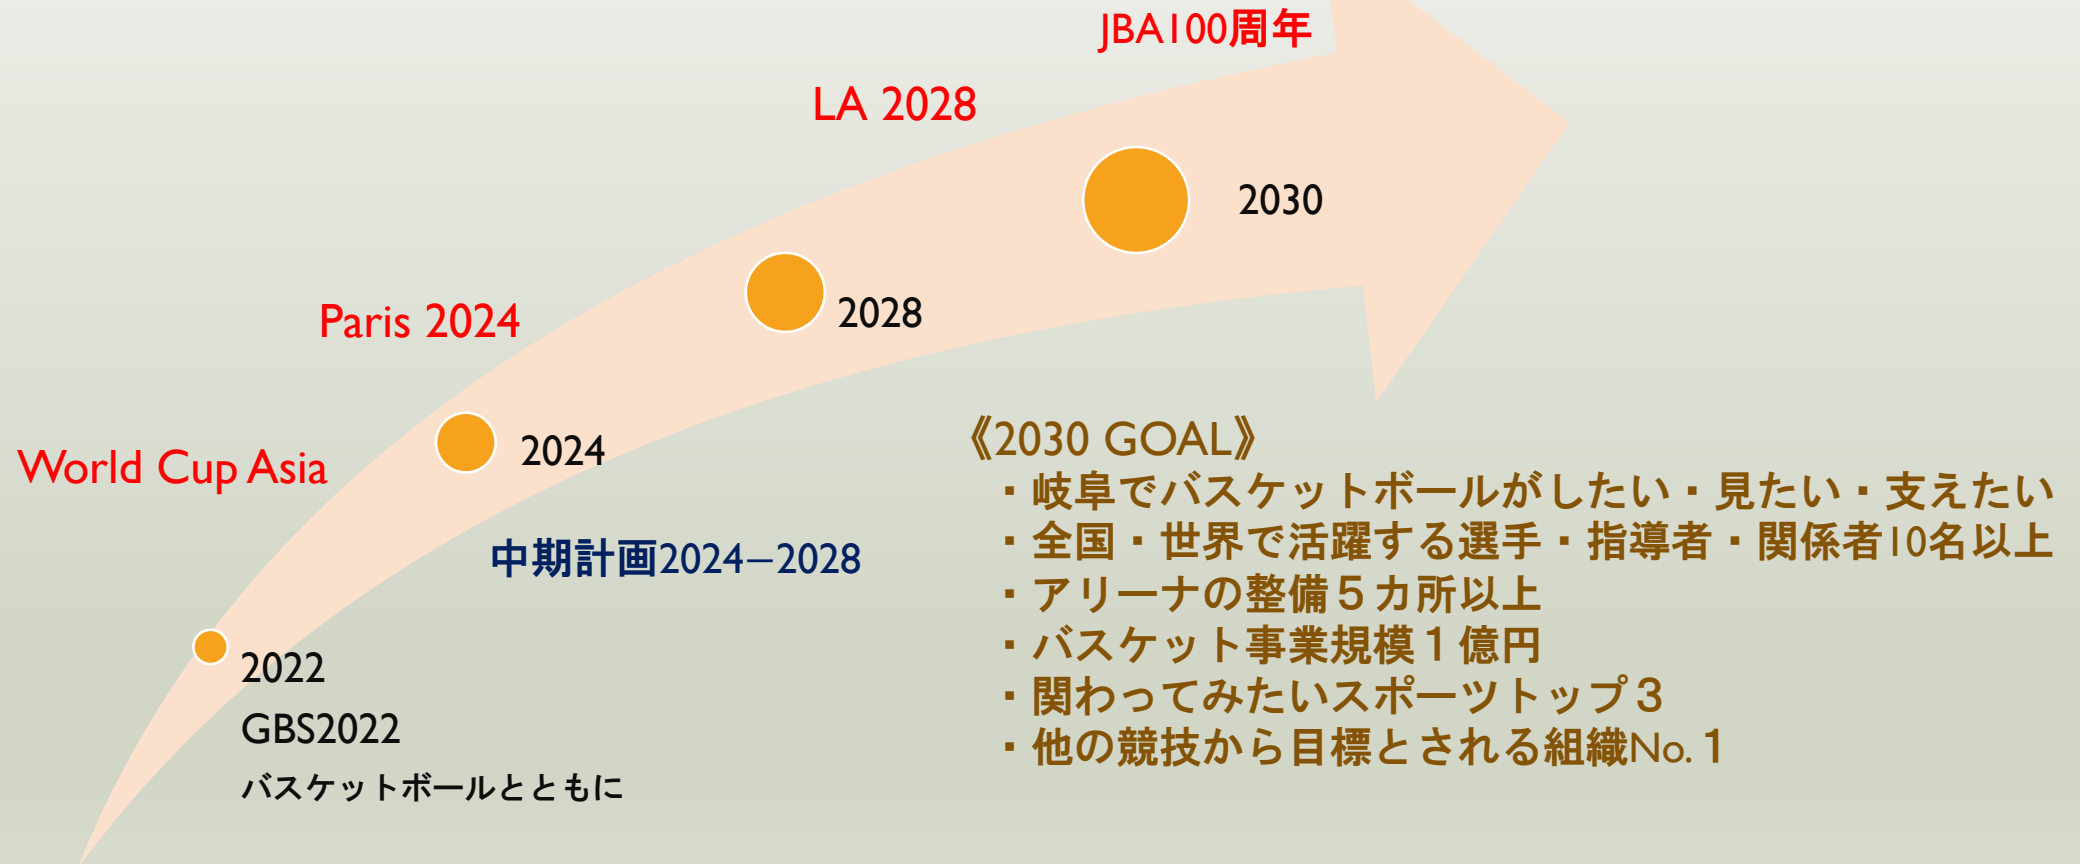 JBA100周年
LA 2028
2030
Paris 2024
2028
World Cup Asia
2024
中期計画2024–2028
2022
GBS2022
バスケットボールとともに
《2030 GOAL》
・岐阜でバスケットボールがしたい・見たい・支えたい
・全国・世界で活躍する選手・指導者・関係者10名以上
・アリーナの整備５カ所以上
・バスケット事業規模１億円
・関わってみたいスポーツトップ３
・他の競技から目標とされる組織No.１